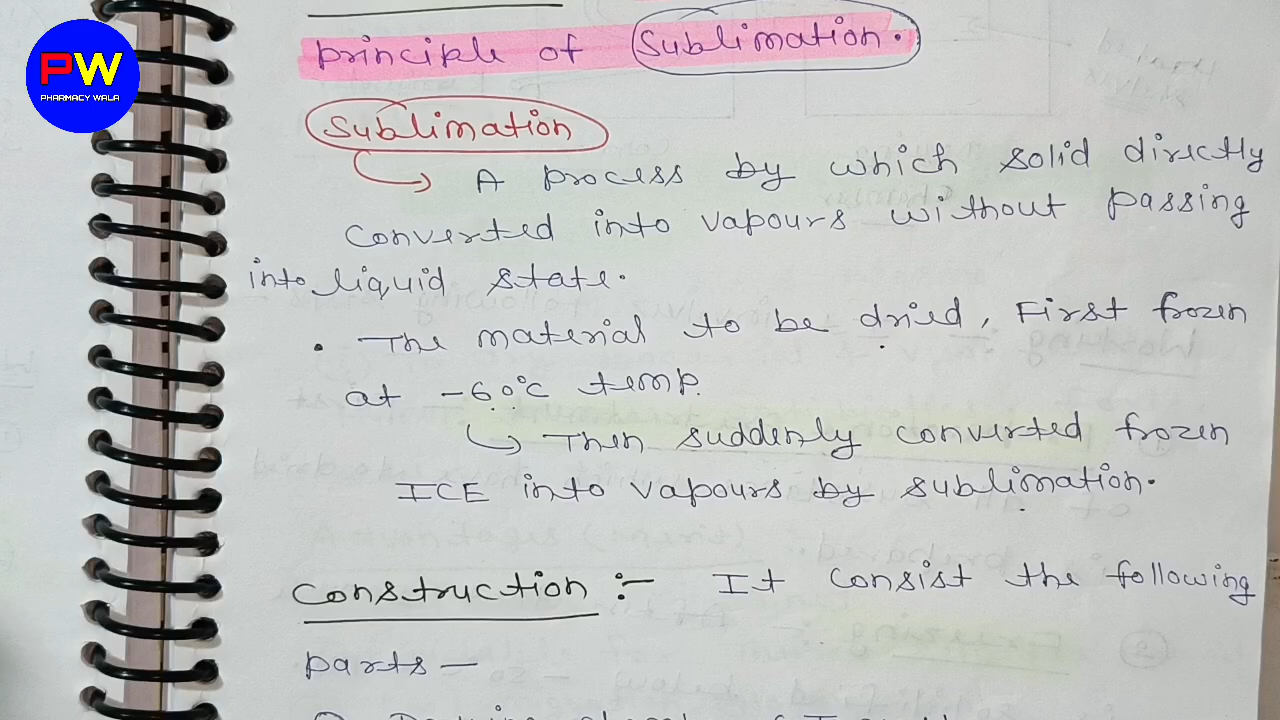 PW
PHARMACY WALA
principle of Sublimation.
Sublimation
A process by which solid directly
converted into vapours without passing
into liquid state.
• The material to be dried, First frozen
at -60°C temp.
Then suddenly converted frozen
ICE into vapours by sublimation.
Construction :- It consist the following
parts -